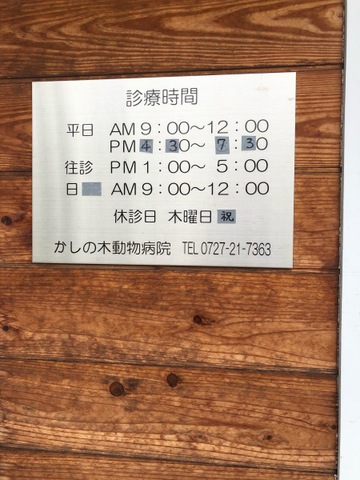 診療時間
平日 AM 9:00〜12:00
PM 4:30〜 7:30
往診 PM 1:00〜 5:00
日 AM 9:00〜12:00
休診日 木曜日 祝
かしの木動物病院 TEL 0727-21-7363